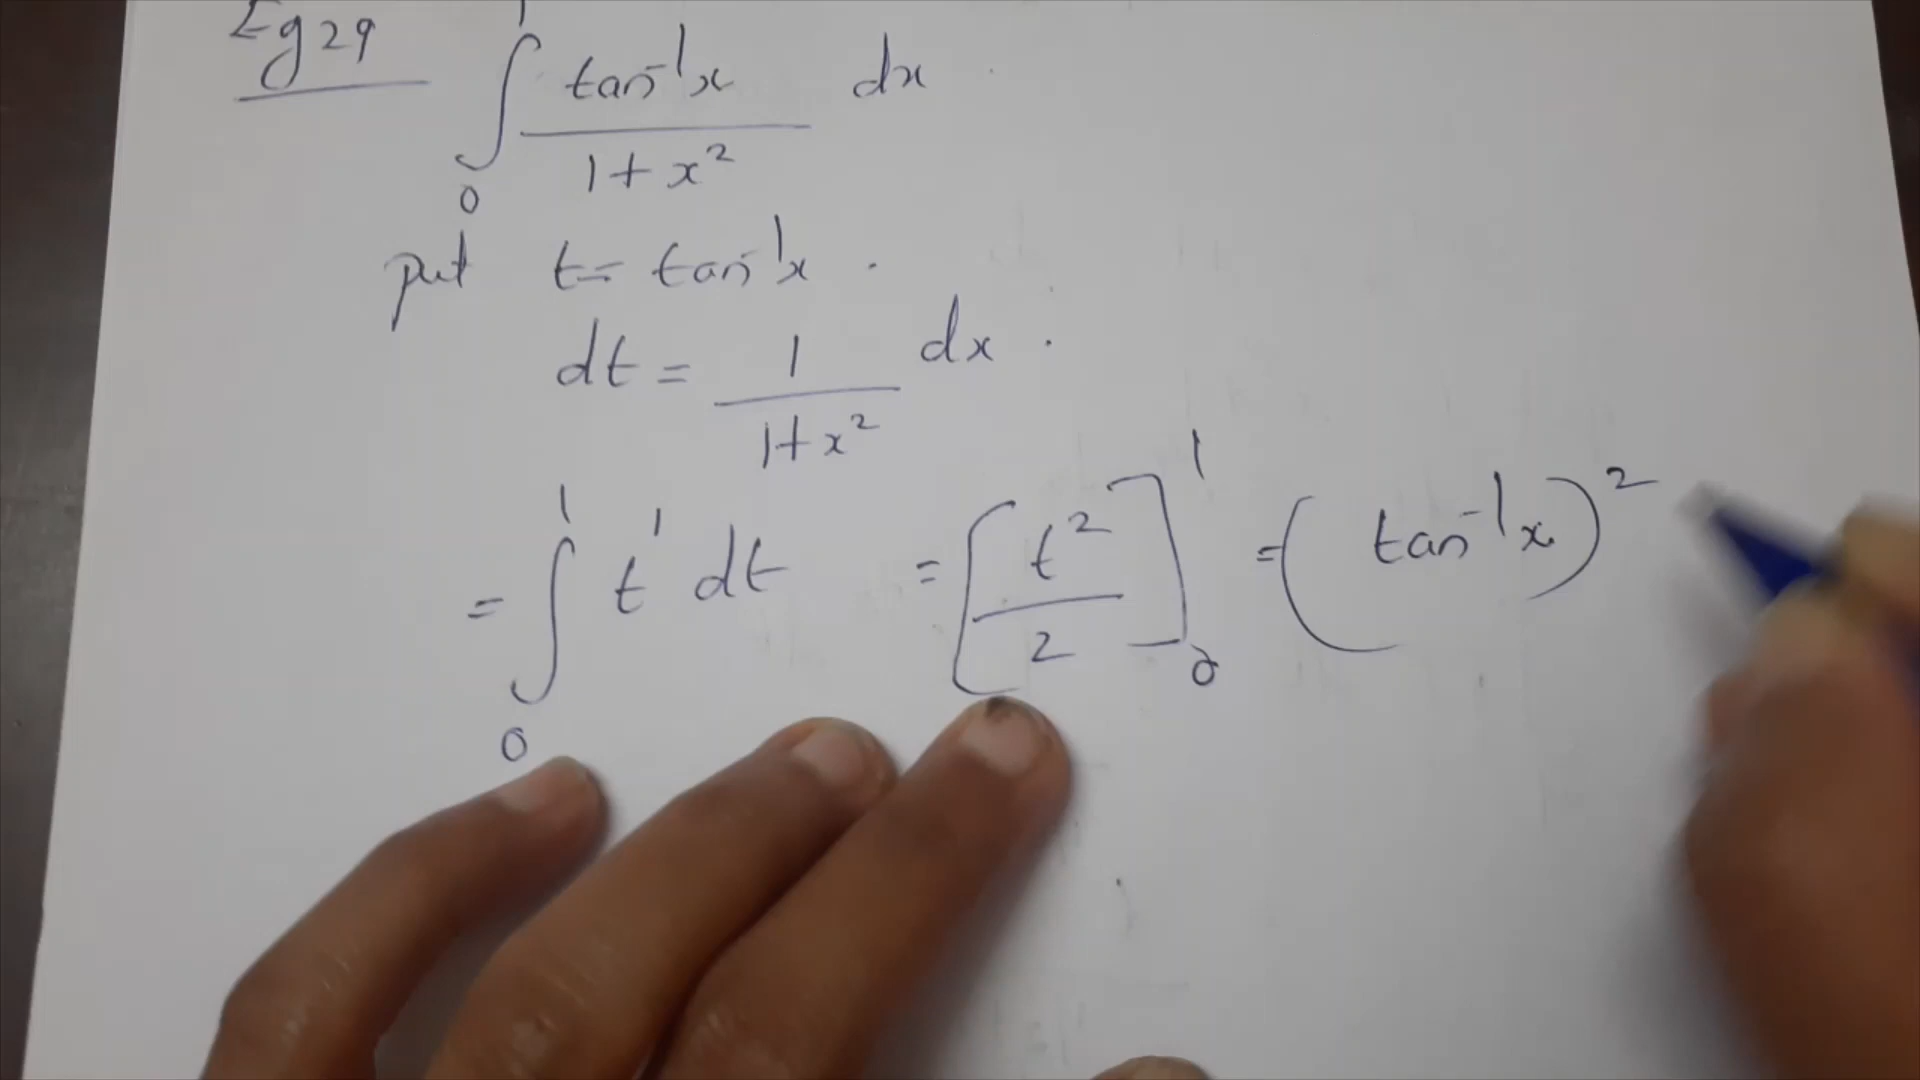 Eg 29 ∫₀¹ tan⁻¹x / 1+x² dx
put t = tan⁻¹x .
dt = 1 / 1+x² dx .
= ∫₀¹ t¹ dt = [t² / 2]₀¹ = (tan⁻¹x)²